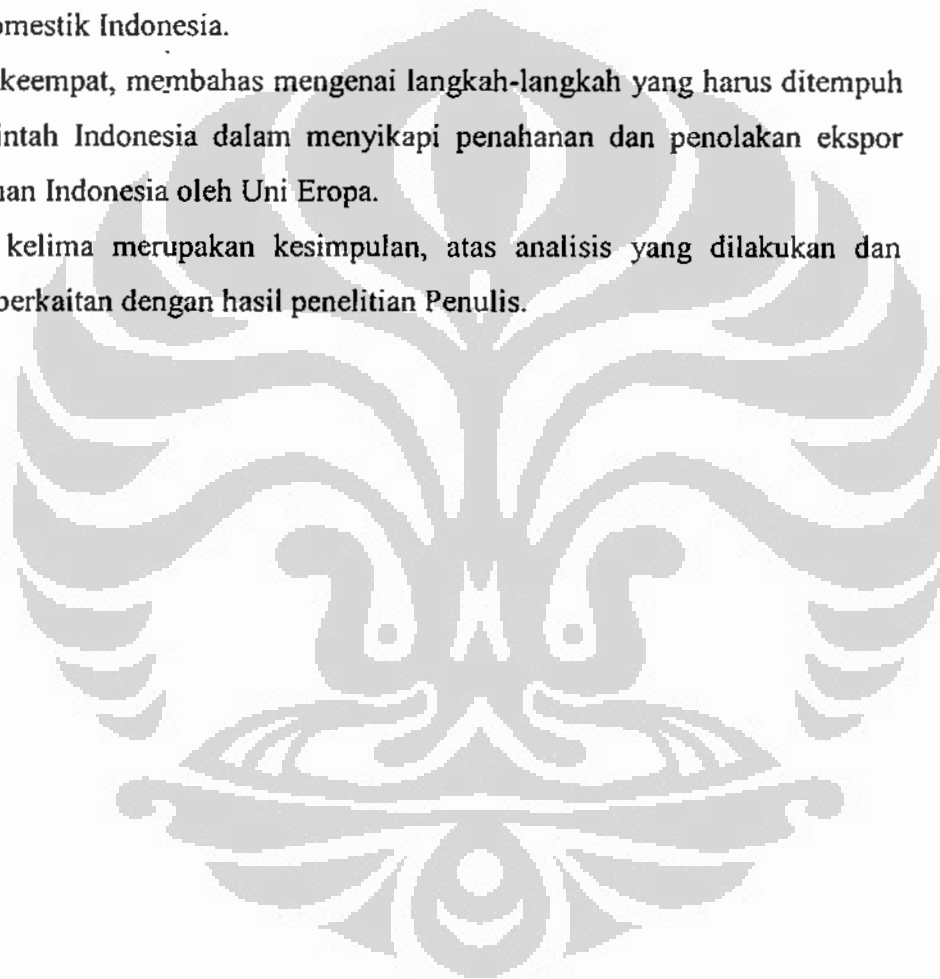 omestik Indonesia.
keempat, membahas mengenai langkah-langkah yang harus ditempuh
intah Indonesia dalam menyikapi penahanan dan penolakan ekspor
nan Indonesia oleh Uni Eropa.
kelima merupakan kesimpulan, atas analisis yang dilakukan dan
berkaitan dengan hasil penelitian Penulis.